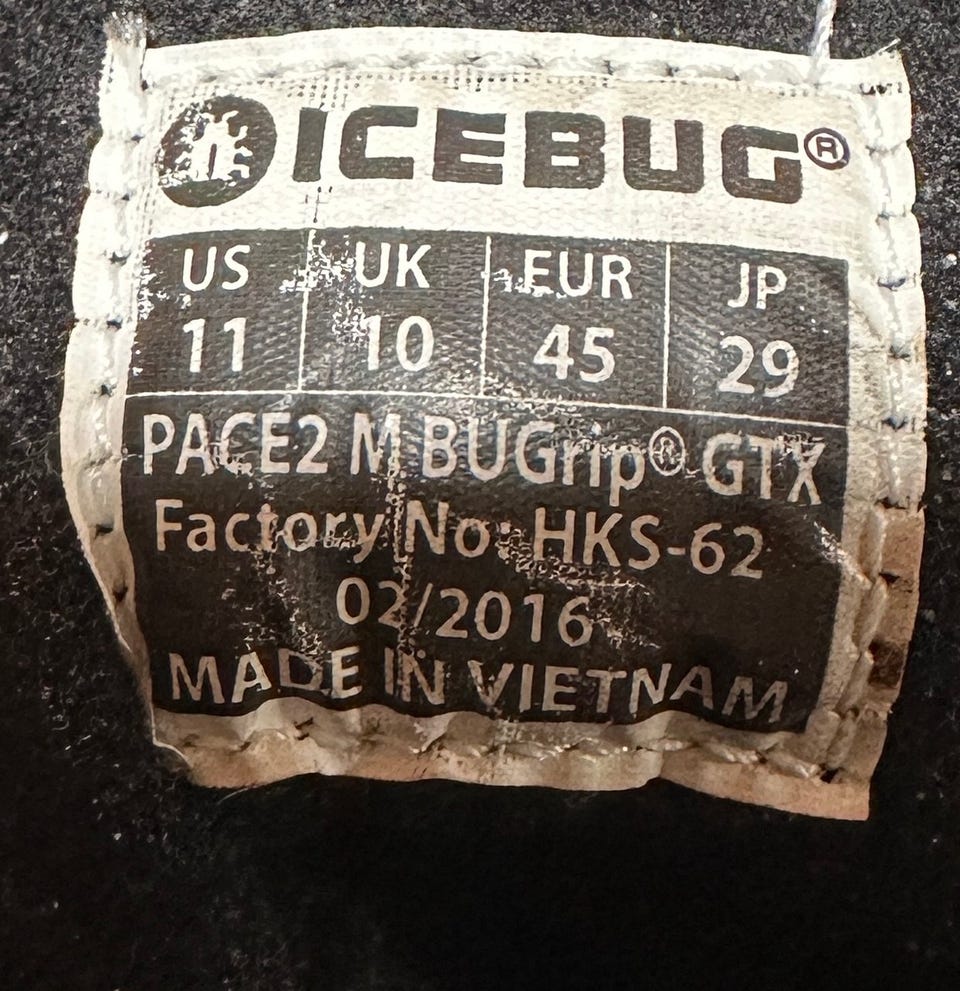 ICEBUG®
US UK EUR JP
11 10 45 29
PACE2 M BUGrip® GTX
Factory No: HKS-62
02/2016
MADE IN VIETNAM